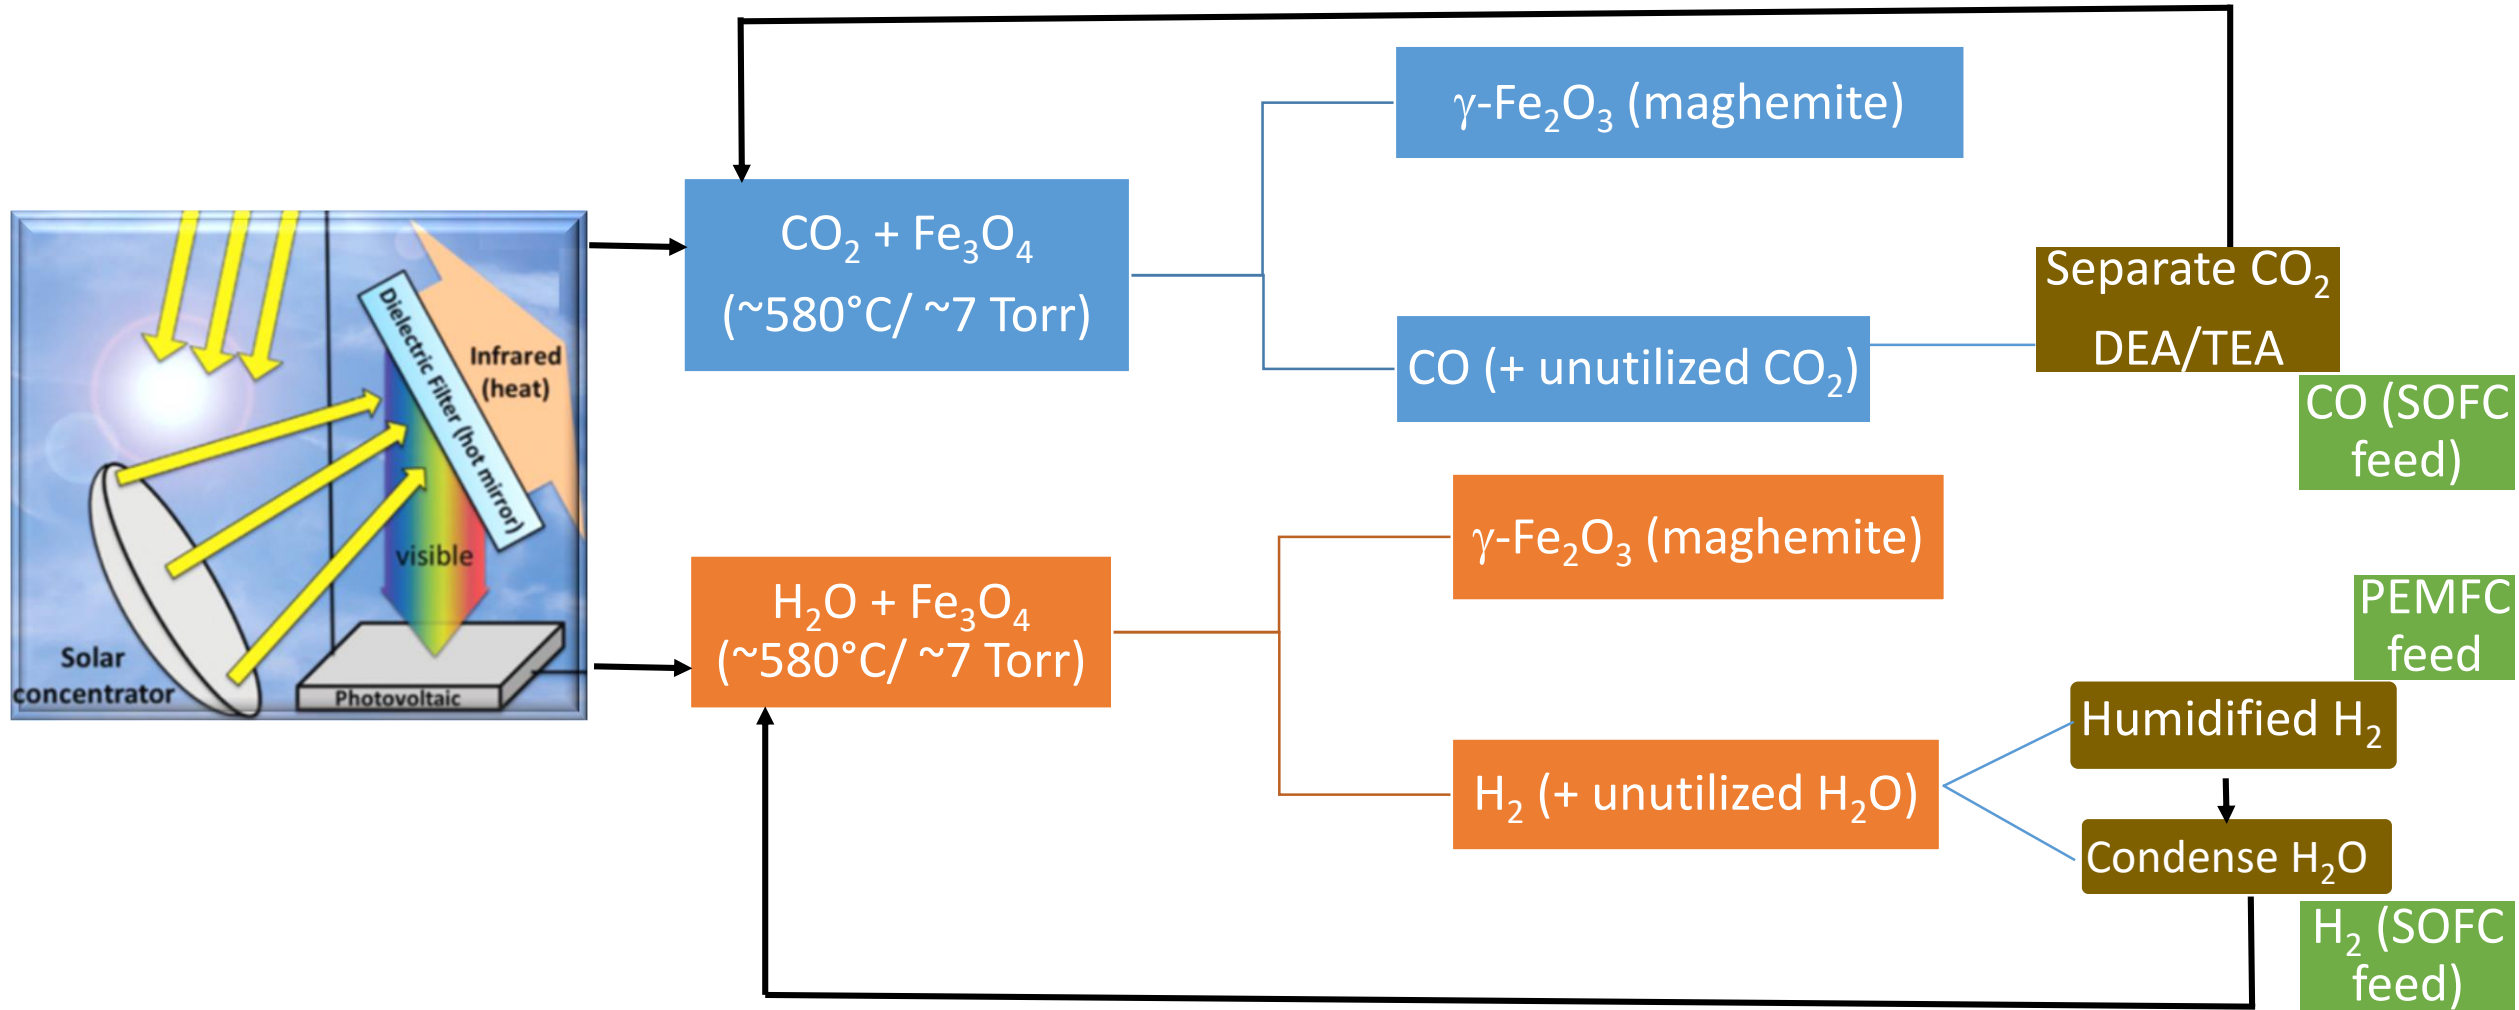 Dielectric Filter (hot mirror)
Infrared
(heat)
visible
Solar
concentrator
Photovoltaic
CO₂ + Fe₃O₄
(~580°C/ ~7 Torr)
γ-Fe₂O₃ (maghemite)
CO (+ unutilized CO₂)
Separate CO₂
DEA/TEA
CO (SOFC
feed)
H₂O + Fe₃O₄
(~580°C/ ~7 Torr)
γ-Fe₂O₃ (maghemite)
H₂ (+ unutilized H₂O)
PEMFC
feed
Humidified H₂
Condense H₂O
H₂ (SOFC
feed)